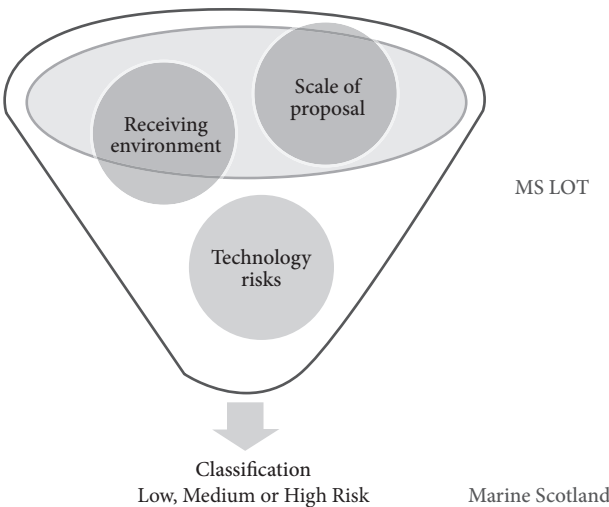 Scale of
proposal
Receiving
environment
MS LOT
Technology
risks
Classification
Low, Medium or High Risk
Marine Scotland